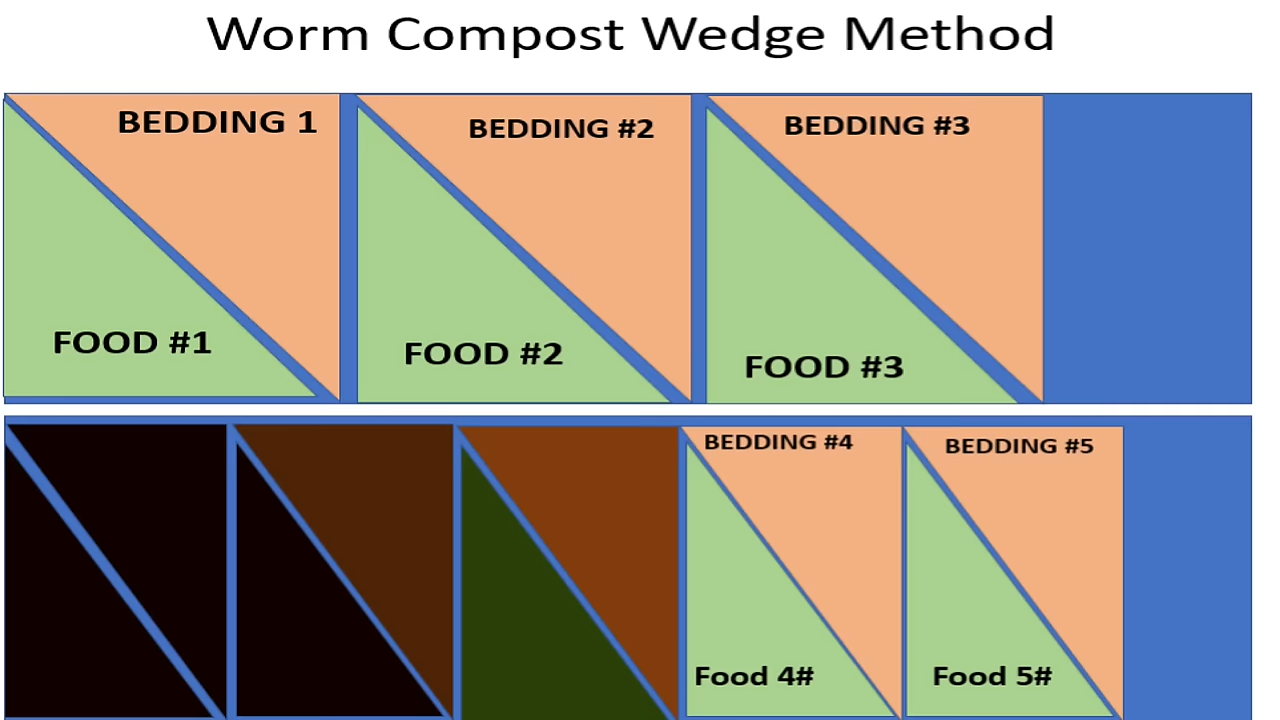 Worm Compost Wedge Method
BEDDING 1
BEDDING #2
BEDDING #3
FOOD #1
FOOD #2
FOOD #3
BEDDING #4
BEDDING #5
Food 4#
Food 5#